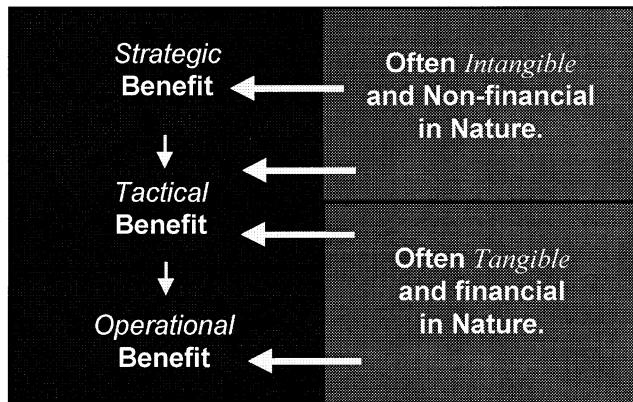 Strategic
Benefit
Tactical
Benefit
Operational
Benefit
Often Intangible
and Non-financial
in Nature.
Often Tangible
and financial
in Nature.